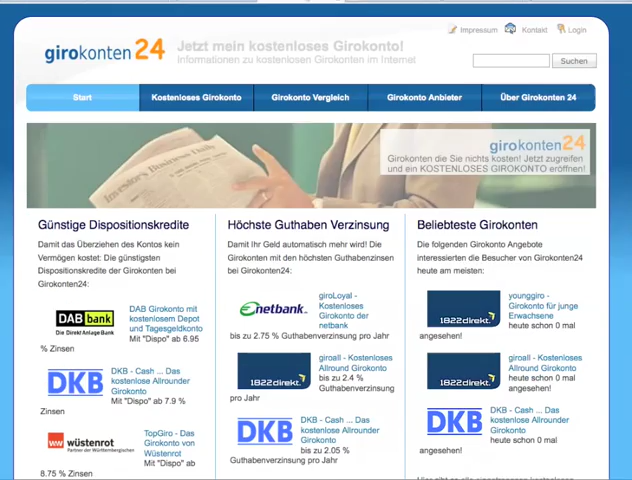 Impressum Kontakt Login
girokonten 24
Jetzt mein kostenloses Girokonto!
Informationen zu kostenlosen Girokonten im Internet
Suchen
Start Kostenloses Girokonto Girokonto Vergleich Girokonto Anbieter Über Girokonten 24
Investor's Business Daily
girokonten24
Girokonten die Sie nichts kosten! Jetzt zugreifen
und ein KOSTENLOSES GIROKONTO eröffnen!
Günstige Dispositionskredite
Damit das Überziehen des Kontos kein
Vermögen kostet: Die günstigsten
Dispositionskredite der Girokonten bei
Girokonten24:
DAB bank
Die DirektAnlageBank
DAB Girokonto mit
kostenlosem Depot
und Tagesgeldkonto
Mit "Dispo" ab 6.95
% Zinsen
DKB
DKB - Cash ... Das
kostenlose Allrounder
Girokonto
Mit "Dispo" ab 7.9 %
Zinsen
ww wüstenrot
Partner der Württembergischen
TopGiro - Das
Girokonto von
Wüstenrot
Mit "Dispo" ab
8.75 % Zinsen
Höchste Guthaben Verzinsung
Damit Ihr Geld automatisch mehr wird! Die
Girokonten mit den höchsten Guthabenzinsen
bei Girokonten24:
netbank
giroLoyal -
Kostenloses
Girokonto der
netbank
bis zu 2.75 % Guthabenverzinsung pro Jahr
1822direkt
giroall - Kostenloses
Allround Girokonto
bis zu 2.4 %
Guthabenverzinsung
pro Jahr
DKB
DKB - Cash ... Das
kostenlose Allrounder
Girokonto
bis zu 2.05 %
Guthabenverzinsung pro Jahr
Beliebteste Girokonten
Die folgenden Girokonto Angebote
interessierten die Besucher von Girokonten24
heute am meisten:
1822direkt
younggiro -
Girokonto für junge
Erwachsene
heute schon 0 mal
angesehen!
1822direkt
giroall - Kostenloses
Allround Girokonto
heute schon 0 mal
angesehen!
DKB
DKB - Cash ... Das
kostenlose Allrounder
Girokonto
heute schon 0 mal
angesehen!